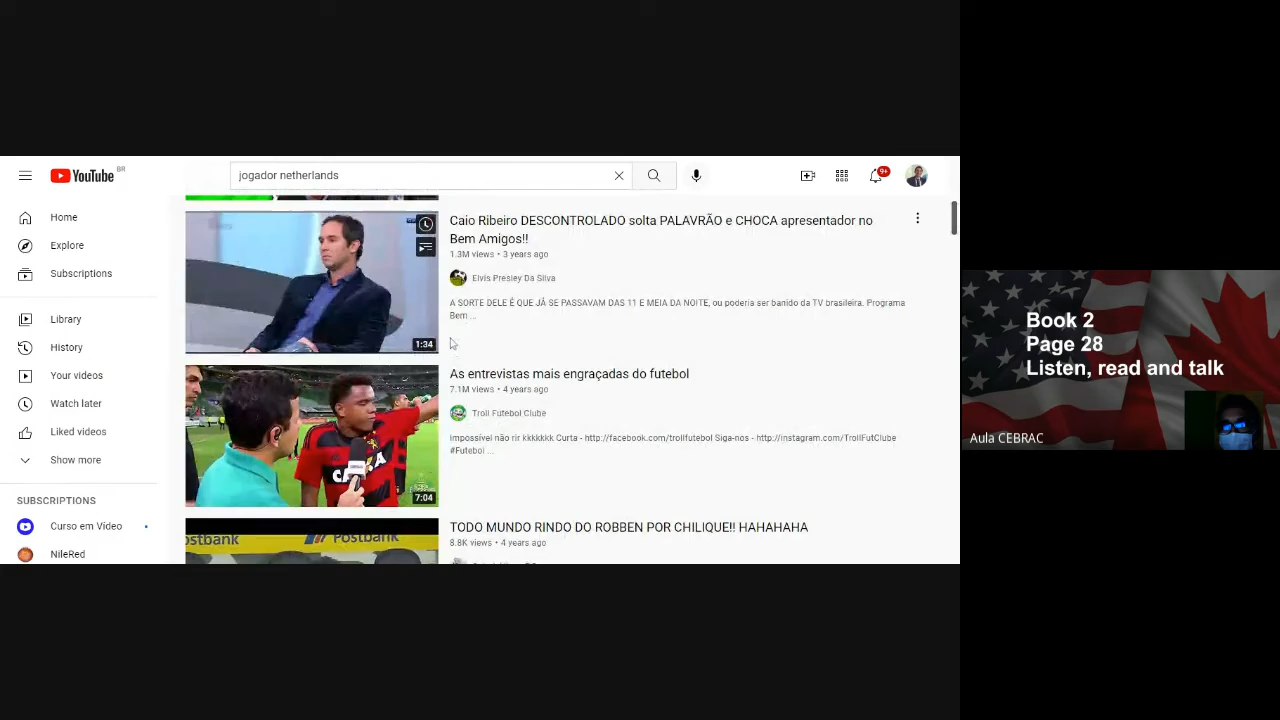 YouTube BR
jogador netherlands
9+
Home
Explore
Subscriptions
Library
History
Your videos
Watch later
Liked videos
Show more
SUBSCRIPTIONS
Curso em Vídeo
NileRed
1:34
Caio Ribeiro DESCONTROLADO solta PALAVRÃO e CHOCA apresentador no
Bem Amigos!!
1.3M views • 3 years ago
Elvis Presley Da Silva
A SORTE DELE É QUE JÁ SE PASSAVAM DAS 11 E MEIA DA NOITE, ou poderia ser banido da TV brasileira. Programa
Bem ...
CAIXA
7:04
As entrevistas mais engraçadas do futebol
7.1M views • 4 years ago
Troll Futebol Clube
Impossível não rir kkkkkkk Curta - http://facebook.com/trollfutebol Siga-nos - http://instagram.com/TrollFutClube
#Futebol ...
stbank
Postbank
TODO MUNDO RINDO DO ROBBEN POR CHILIQUE!! HAHAHAHA
8.8K views • 4 years ago
Book 2
Page 28
Listen, read and talk
Aula CEBRAC